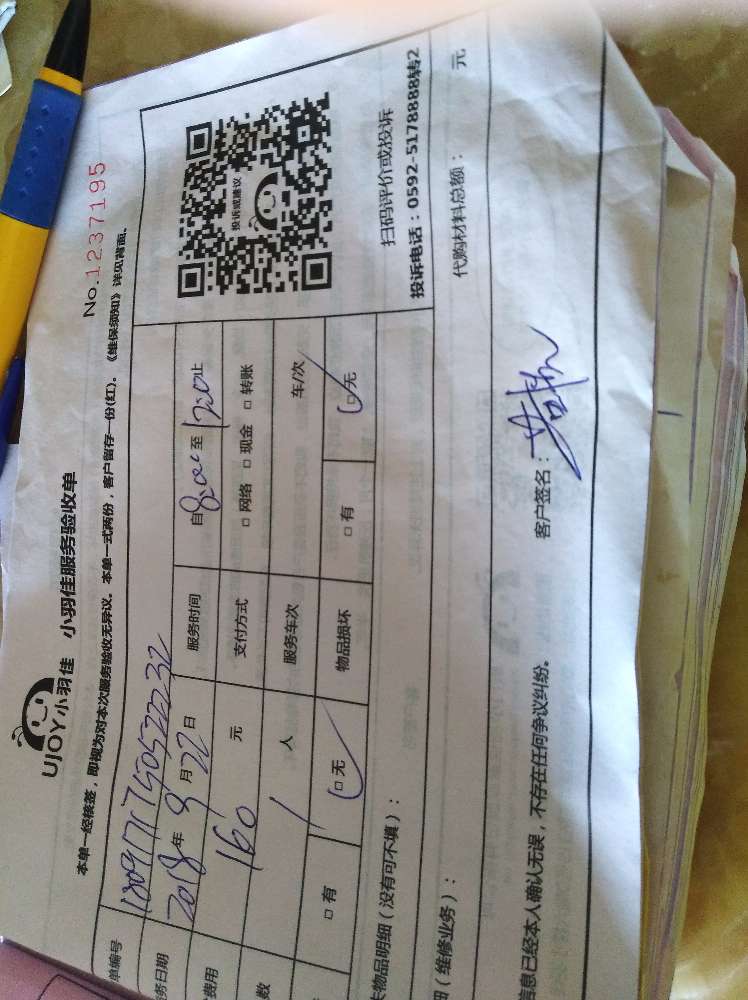 UJOY小羽佳 小羽佳服务验收单
No.1237195
本单一经核签，即视为对本次服务验收无异议。本单一式两份，客户留存一份(红)。《维保须知》详见背面。
单编号 1809171750522232
务日期 2018年9月22日 服务时间 自8:00至12:00止
费用 160元 支付方式 □网络 □现金 □转账
数 1人 服务车次 车/次
□有 □无 物品损坏 □有 □无
投诉或建议
扫码评价或投诉
投诉电话：0592-5178888转2
失物品明细（没有可不填）：
细（维修业务）： 代购材料总额： 元
信息已经本人确认无误，不存在任何争议纠纷。 客户签名：